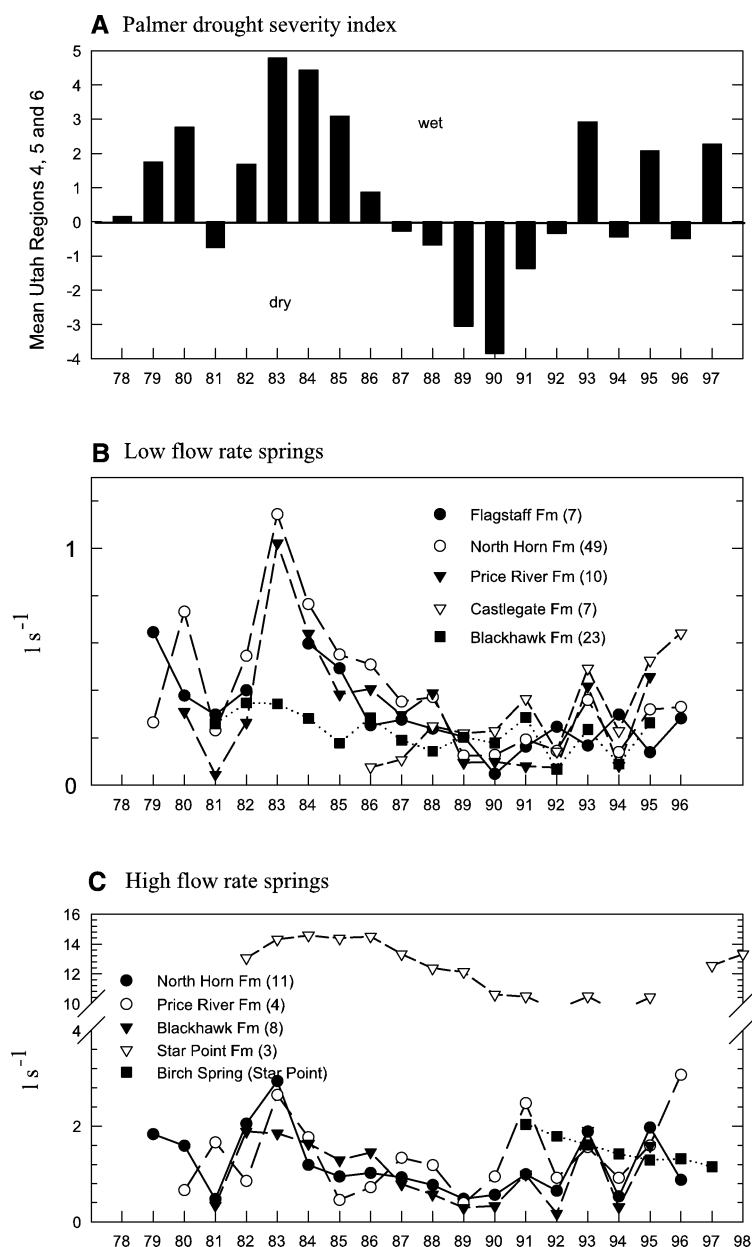 A Palmer drought severity index
Mean Utah Regions 4, 5 and 6
5
4
3
2
1
0
-1
-2
-3
-4
wet
dry
78 79 80 81 82 83 84 85 86 87 88 89 90 91 92 93 94 95 96 97
B Low flow rate springs
l s⁻¹
1
0
Flagstaff Fm (7)
North Horn Fm (49)
Price River Fm (10)
Castlegate Fm (7)
Blackhawk Fm (23)
78 79 80 81 82 83 84 85 86 87 88 89 90 91 92 93 94 95 96
C High flow rate springs
l s⁻¹
16
14
12
10
4
2
0
North Horn Fm (11)
Price River Fm (4)
Blackhawk Fm (8)
Star Point Fm (3)
Birch Spring (Star Point)
78 79 80 81 82 83 84 85 86 87 88 89 90 91 92 93 94 95 96 97 98